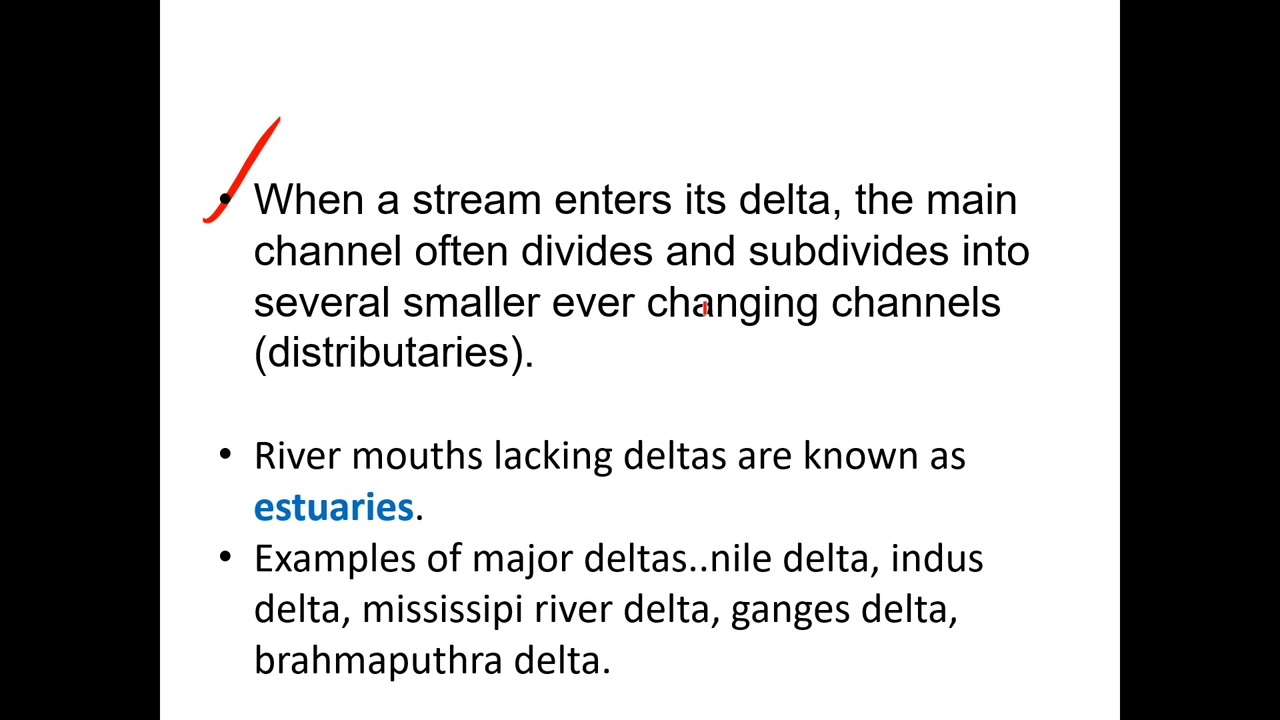 • When a stream enters its delta, the main
channel often divides and subdivides into
several smaller ever changing channels
(distributaries).
• River mouths lacking deltas are known as
estuaries.
• Examples of major deltas..nile delta, indus
delta, mississipi river delta, ganges delta,
brahmaputhra delta.